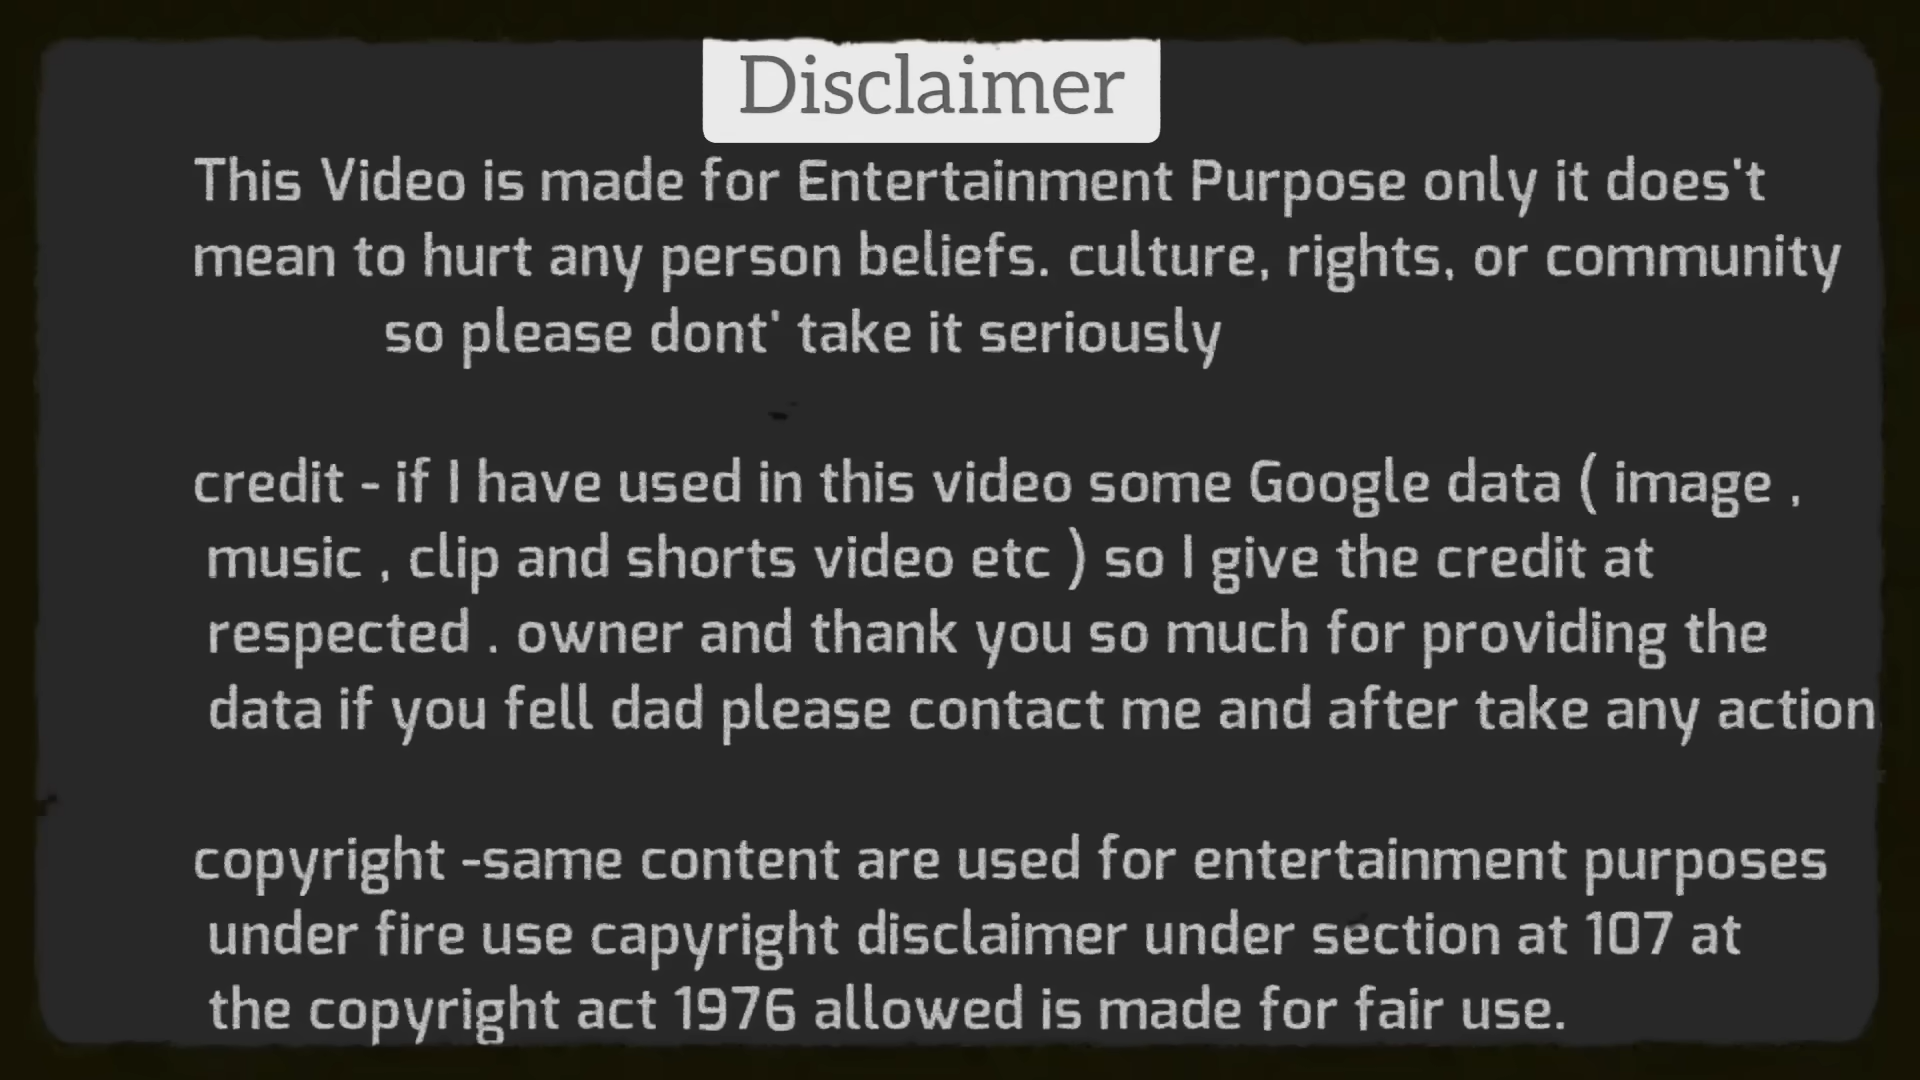 Disclaimer
This Video is made for Entertainment Purpose only it does't
mean to hurt any person beliefs. culture, rights, or community
so please dont' take it seriously
credit - if I have used in this video some Google data ( image ,
music , clip and shorts video etc ) so I give the credit at
respected . owner and thank you so much for providing the
data if you fell dad please contact me and after take any action
copyright -same content are used for entertainment purposes
under fire use capyright disclaimer under section at 107 at
the copyright act 1976 allowed is made for fair use.